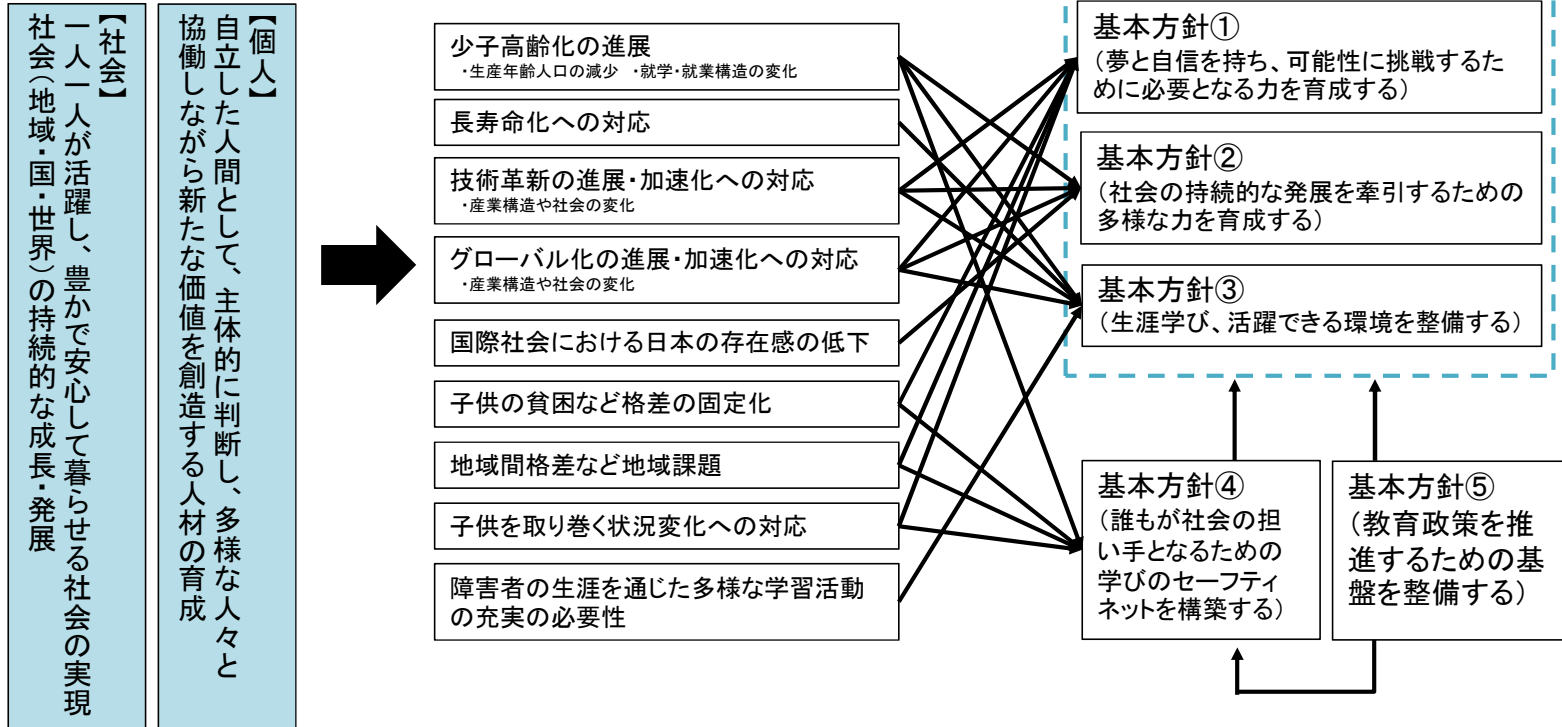 【社会】
一人一人が活躍し、豊かで安心して暮らせる社会の実現
社会(地域・国・世界)の持続的な成長・発展
【個人】
自立した人間として、主体的に判断し、多様な人々と
協働しながら新たな価値を創造する人材の育成
少子高齢化の進展
・生産年齢人口の減少 ・就学・就業構造の変化
長寿命化への対応
技術革新の進展・加速化への対応
・産業構造や社会の変化
グローバル化の進展・加速化への対応
・産業構造や社会の変化
国際社会における日本の存在感の低下
子供の貧困など格差の固定化
地域間格差など地域課題
子供を取り巻く状況変化への対応
障害者の生涯を通じた多様な学習活動
の充実の必要性
基本方針①
(夢と自信を持ち、可能性に挑戦するた
めに必要となる力を育成する)
基本方針②
(社会の持続的な発展を牽引するための
多様な力を育成する)
基本方針③
(生涯学び、活躍できる環境を整備する)
基本方針④
(誰もが社会の担
い手となるための
学びのセーフティ
ネットを構築する)
基本方針⑤
(教育政策を推
進するための基
盤を整備する)